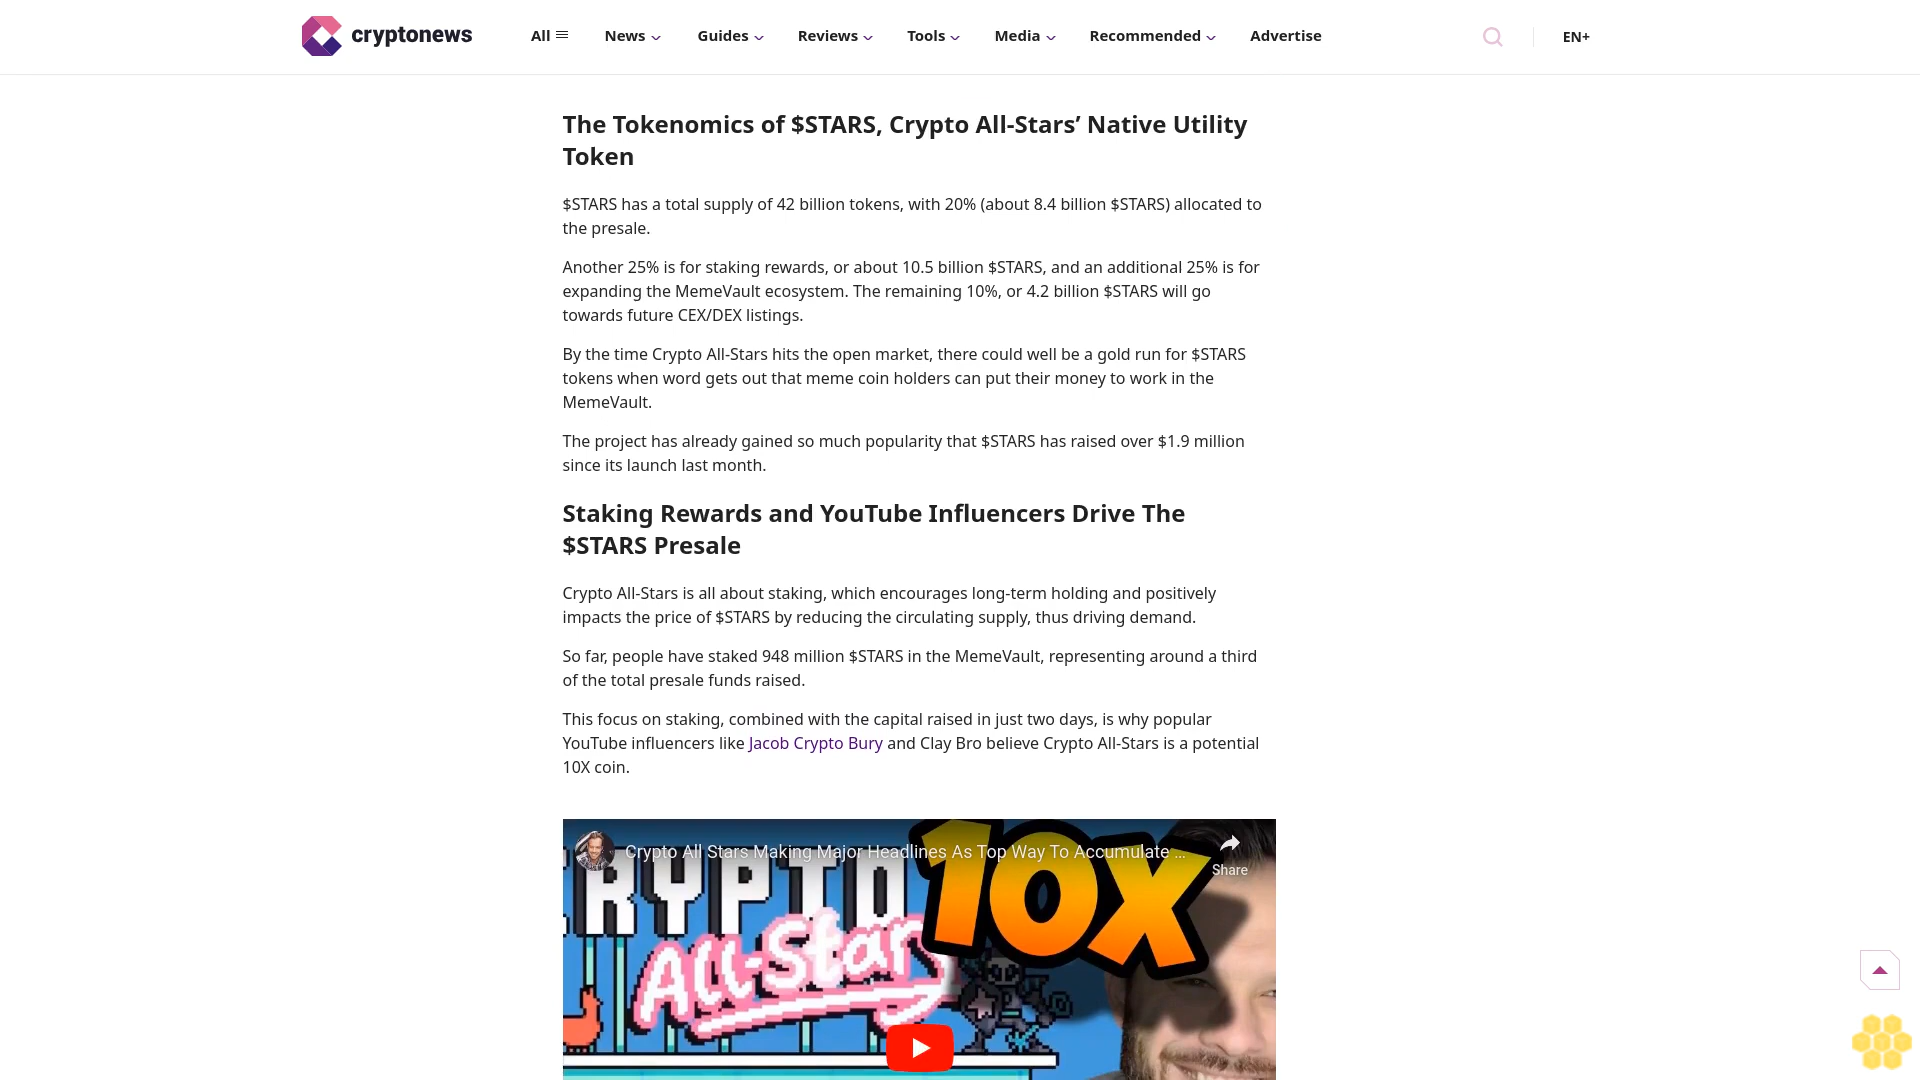 cryptonews
All
News
Guides
Reviews
Tools
Media
Recommended
Advertise
EN+
The Tokenomics of $STARS, Crypto All-Stars’ Native Utility
Token
$STARS has a total supply of 42 billion tokens, with 20% (about 8.4 billion $STARS) allocated to
the presale.
Another 25% is for staking rewards, or about 10.5 billion $STARS, and an additional 25% is for
expanding the MemeVault ecosystem. The remaining 10%, or 4.2 billion $STARS will go
towards future CEX/DEX listings.
By the time Crypto All-Stars hits the open market, there could well be a gold run for $STARS
tokens when word gets out that meme coin holders can put their money to work in the
MemeVault.
The project has already gained so much popularity that $STARS has raised over $1.9 million
since its launch last month.
Staking Rewards and YouTube Influencers Drive The
$STARS Presale
Crypto All-Stars is all about staking, which encourages long-term holding and positively
impacts the price of $STARS by reducing the circulating supply, thus driving demand.
So far, people have staked 948 million $STARS in the MemeVault, representing around a third
of the total presale funds raised.
This focus on staking, combined with the capital raised in just two days, is why popular
YouTube influencers like Jacob Crypto Bury and Clay Bro believe Crypto All-Stars is a potential
10X coin.
Crypto All Stars Making Major Headlines As Top Way To Accumulate ...
Share
CRYPTO
All-Stars
10X